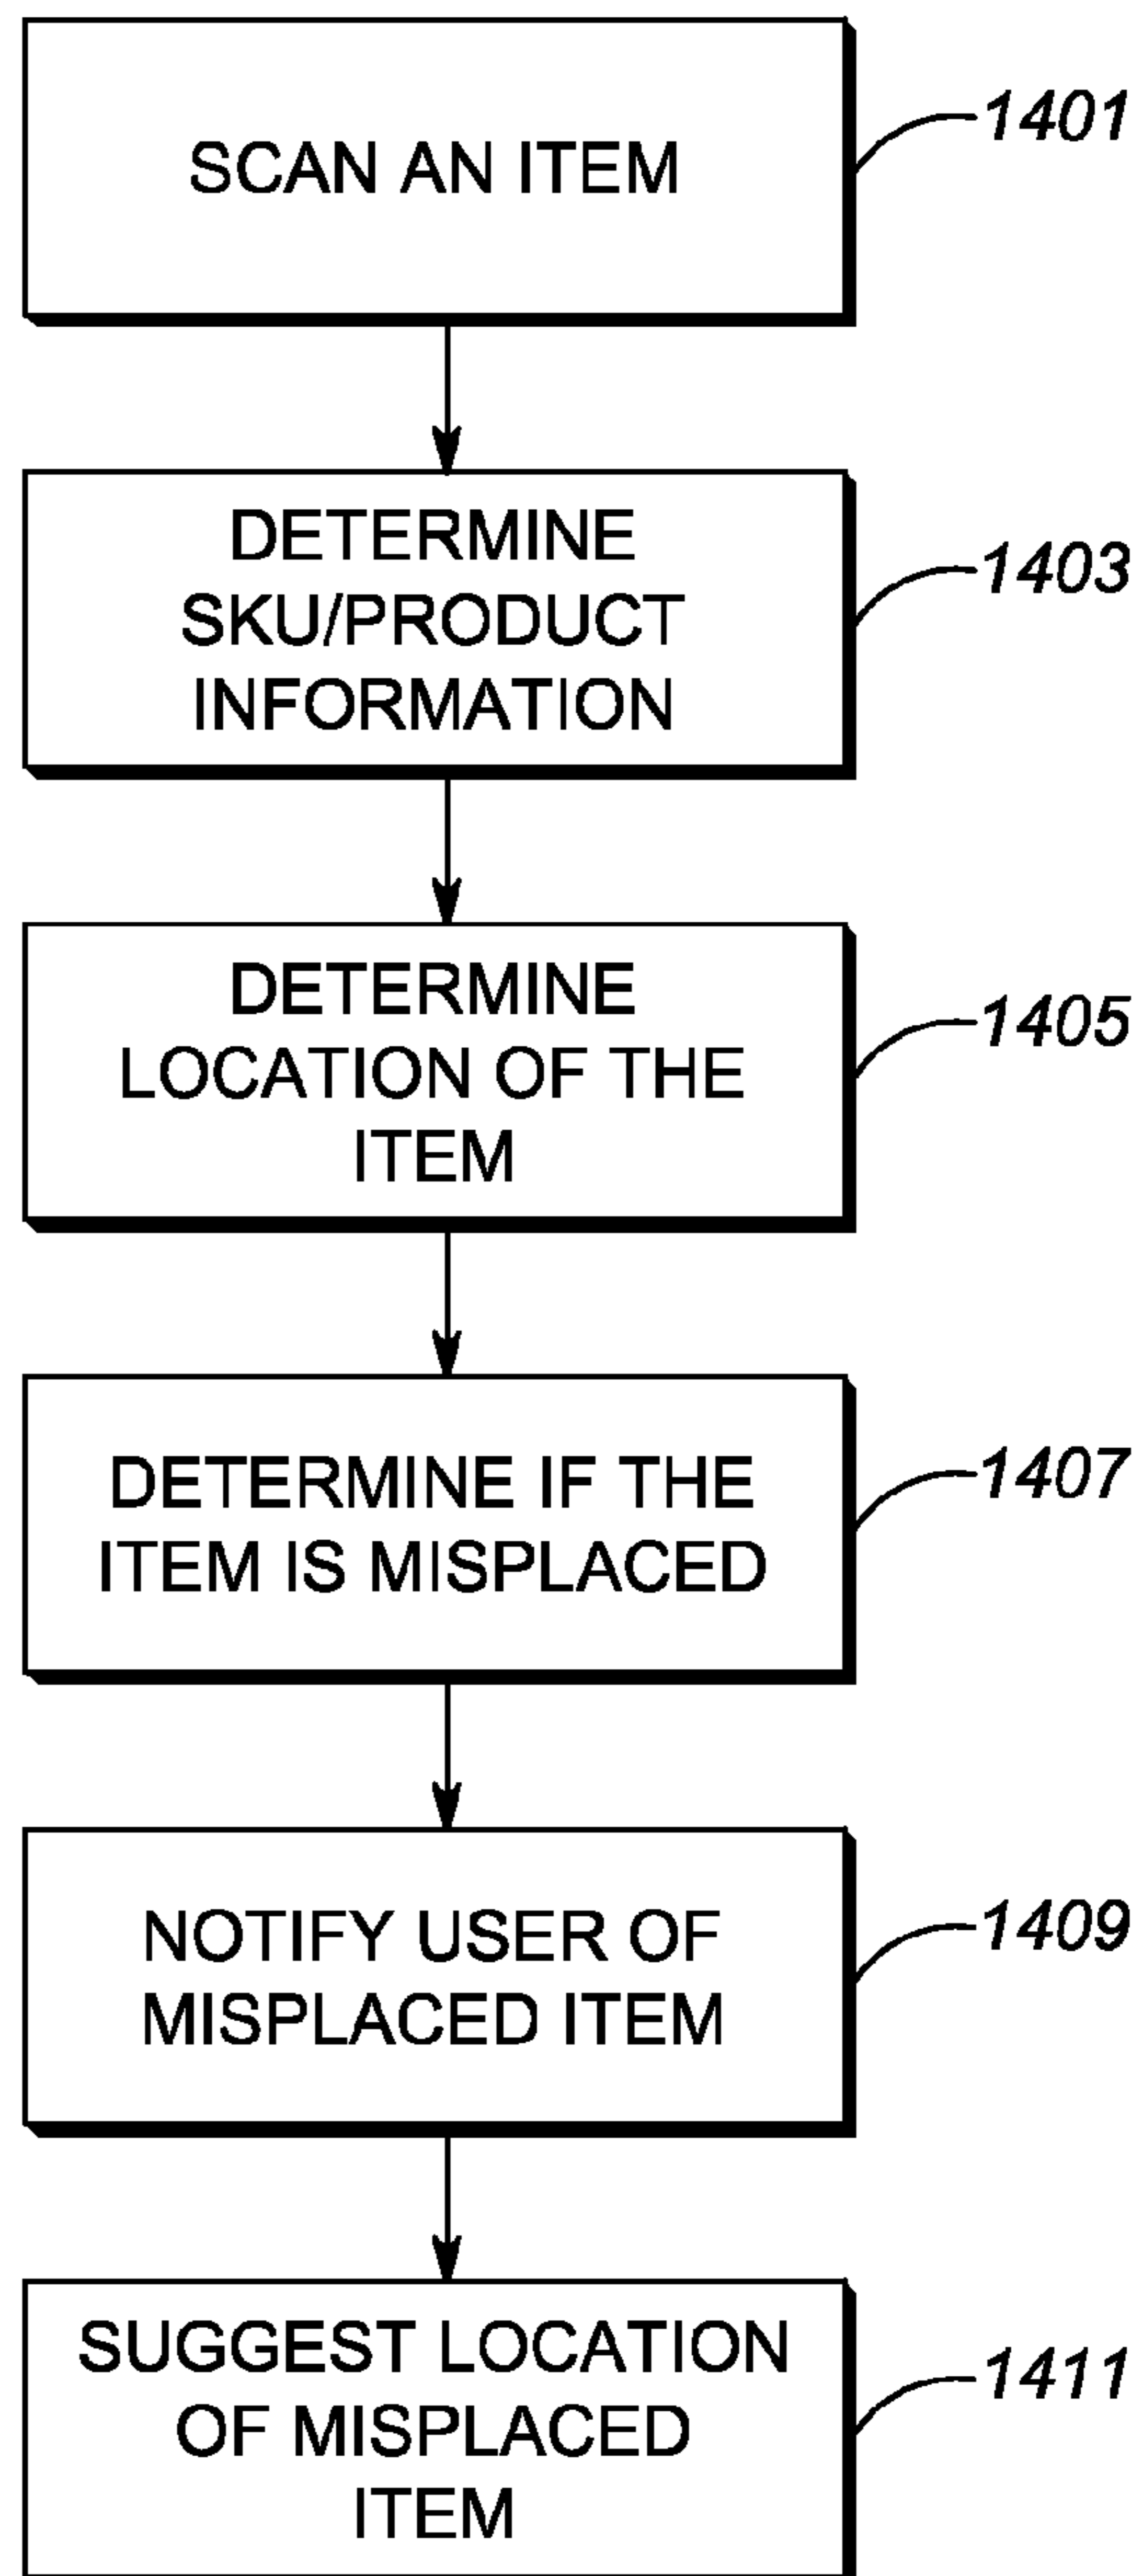 SCAN AN ITEM
1401
DETERMINE
SKU/PRODUCT
INFORMATION
1403
DETERMINE
LOCATION OF THE
ITEM
1405
DETERMINE IF THE
ITEM IS MISPLACED
1407
NOTIFY USER OF
MISPLACED ITEM
1409
SUGGEST LOCATION
OF MISPLACED
ITEM
1411